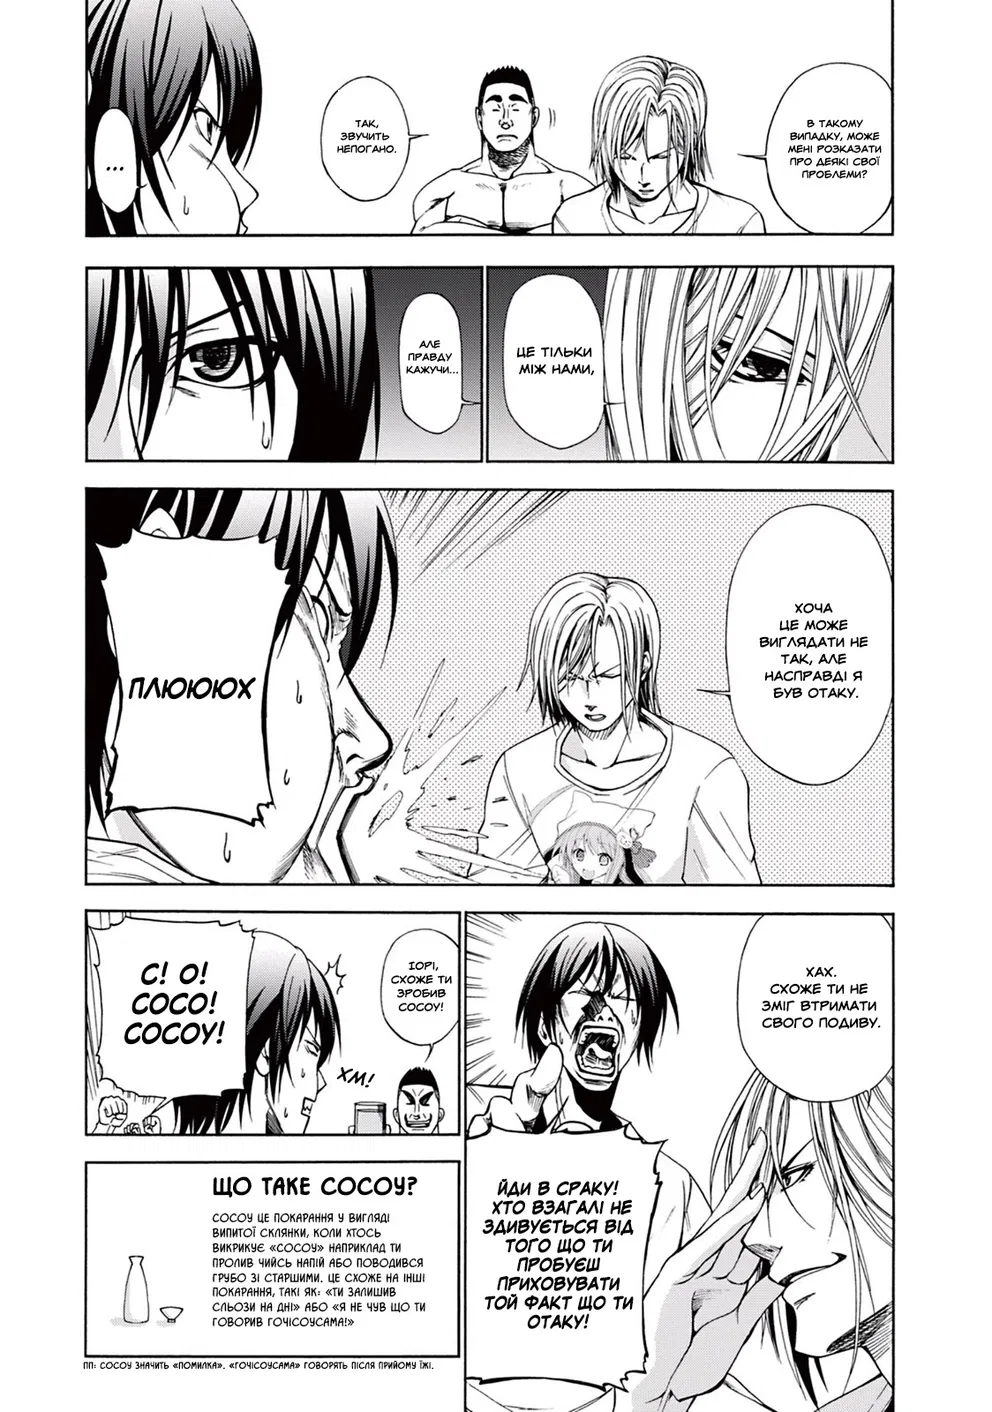 В ТАКОМУ
ВИПАДКУ, МОЖЕ
МЕНІ РОЗКАЗАТИ
ПРО ДЕЯКІ СВОЇ
ПРОБЛЕМИ?
ТАК,
ЗВУЧИТЬ
НЕПОГАНО.
...
ЦЕ ТІЛЬКИ
МІЖ НАМИ,
АЛЕ
ПРАВДУ
КАЖУЧИ...
ХОЧА
ЦЕ МОЖЕ
ВИГЛЯДАТИ НЕ
ТАК, АЛЕ
НАСПРАВДІ Я
БУВ ОТАКУ.
ПЛЮЮЮХ
ХАХ.
СХОЖЕ ТИ НЕ
ЗМІГ ВТРИМАТИ
СВОГО ПОДИВУ.
ЙДИ В СРАКУ!
ХТО ВЗАГАЛІ НЕ
ЗДИВУЄТЬСЯ ВІД
ТОГО ЩО ТИ
ПРОБУЄШ
ПРИХОВУВАТИ
ТОЙ ФАКТ ЩО ТИ
ОТАКУ!
ІОРІ,
СХОЖЕ ТИ
ЗРОБИВ
СОСОУ!
ХМ!
С! О!
СОСО!
СОСОУ!
ЩО ТАКЕ СОСОУ?
СОСОУ ЦЕ ПОКАРАННЯ У ВИГЛЯДІ
ВИПИТОЇ СКЛЯНКИ, КОЛИ ХТОСЬ
ВИКРИКУЄ «СОСОУ» НАПРИКЛАД ТИ
ПРОЛИВ ЧИЙСЬ НАПІЙ АБО ПОВОДИВСЯ
ГРУБО ЗІ СТАРШИМИ. ЦЕ СХОЖЕ НА ІНШІ
ПОКАРАННЯ, ТАКІ ЯК: «ТИ ЗАЛИШИВ
СЛЬОЗИ НА ДНІ» АБО «Я НЕ ЧУВ ЩО ТИ
ГОВОРИВ ГОЧІСОУСАМА!»
ПП: СОСОУ ЗНАЧИТЬ «ПОМИЛКА». «ГОЧІСОУСАМА» ГОВОРЯТЬ ПІСЛЯ ПРИЙОМУ ЇЖІ.